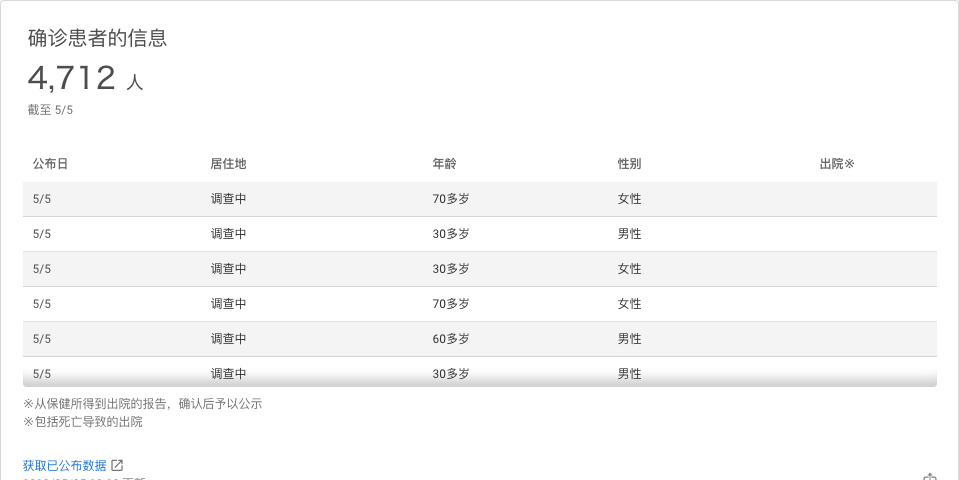 确诊患者的信息
4,712 人
截至 5/5
公布日 居住地 年龄 性别 出院※
5/5 调查中 70多岁 女性
5/5 调查中 30多岁 男性
5/5 调查中 30多岁 女性
5/5 调查中 70多岁 女性
5/5 调查中 60多岁 男性
5/5 调查中 30多岁 男性
※从保健所得到出院的报告，确认后予以公示
※包括死亡导致的出院
获取已公布数据